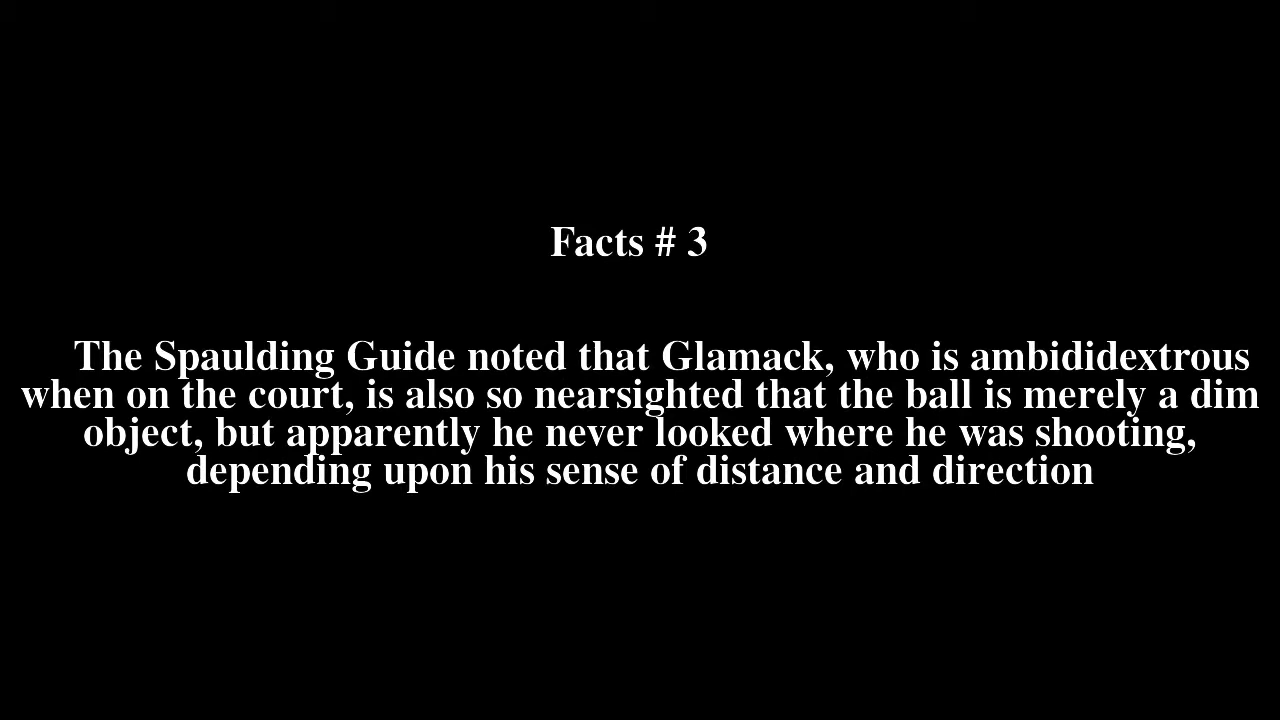 Facts # 3
The Spaulding Guide noted that Glamack, who is ambididextrous
when on the court, is also so nearsighted that the ball is merely a dim
object, but apparently he never looked where he was shooting,
depending upon his sense of distance and direction